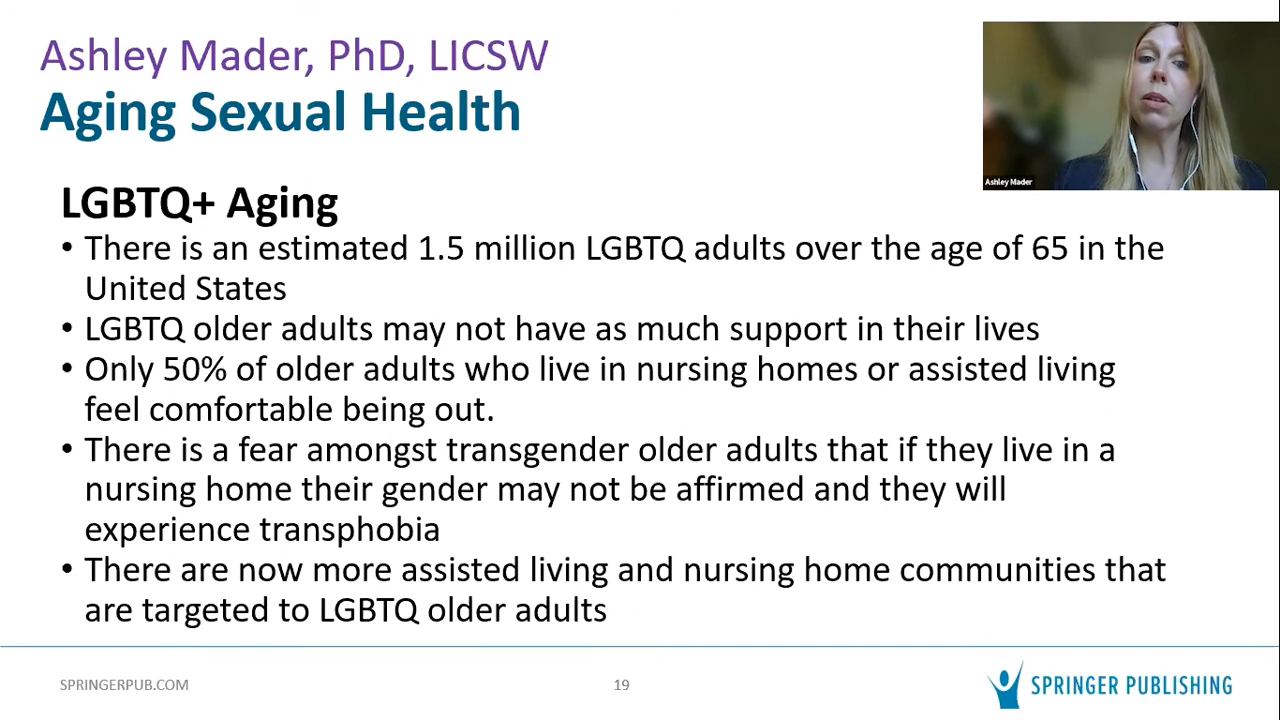 Ashley Mader, PhD, LICSW
Aging Sexual Health
Ashley Mader
LGBTQ+ Aging
• There is an estimated 1.5 million LGBTQ adults over the age of 65 in the
United States
• LGBTQ older adults may not have as much support in their lives
• Only 50% of older adults who live in nursing homes or assisted living
feel comfortable being out.
• There is a fear amongst transgender older adults that if they live in a
nursing home their gender may not be affirmed and they will
experience transphobia
• There are now more assisted living and nursing home communities that
are targeted to LGBTQ older adults
SPRINGERPUB.COM
19
SPRINGER PUBLISHING